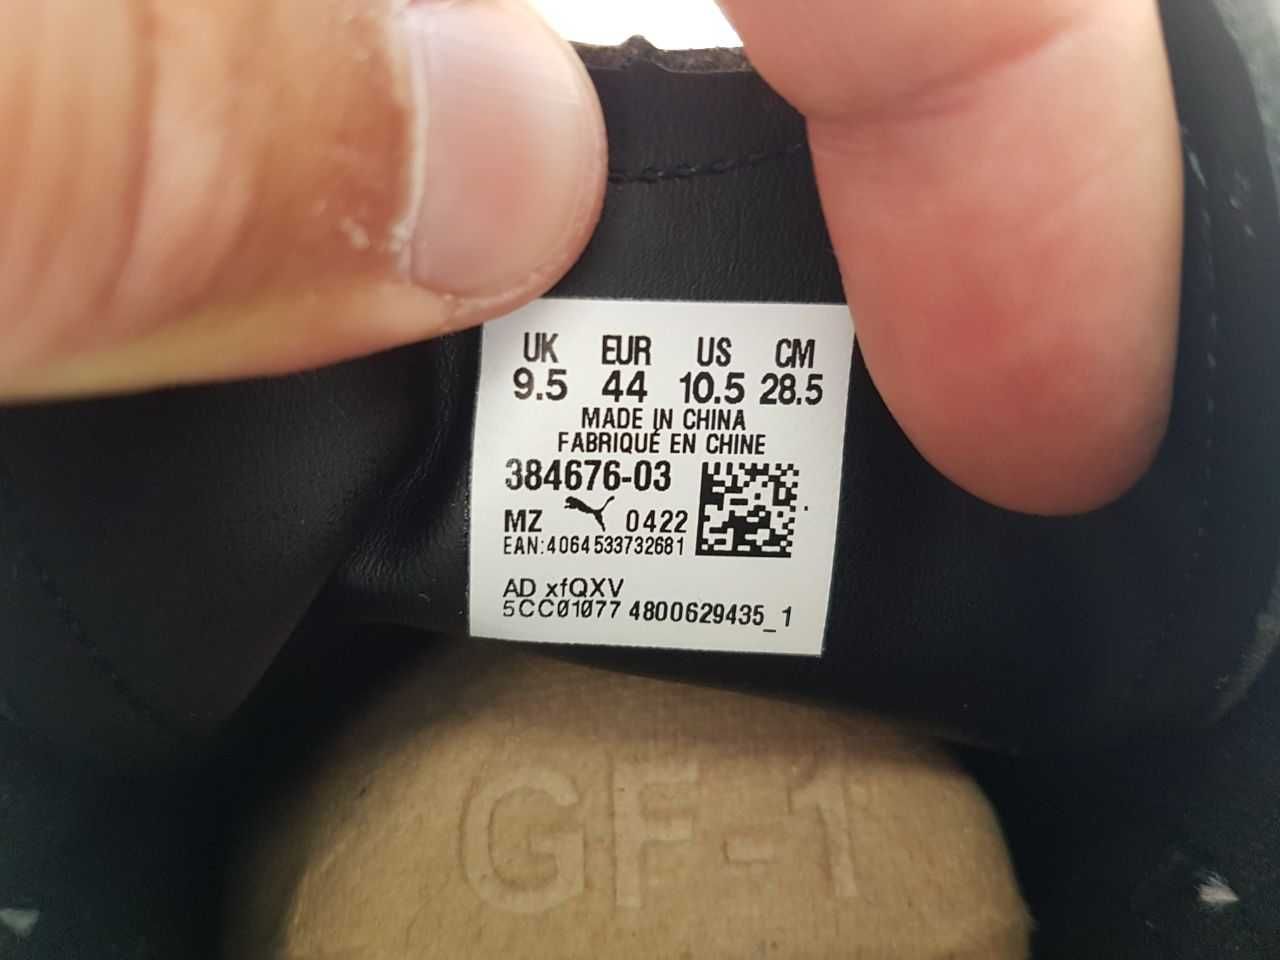 UK EUR US CM
9.5 44 10.5 28.5
MADE IN CHINA
FABRIQUÉ EN CHINE
384676-03
MZ 0422
EAN:4064533732681
AD xfQXV
5CC01077 4800629435_1
GF-1